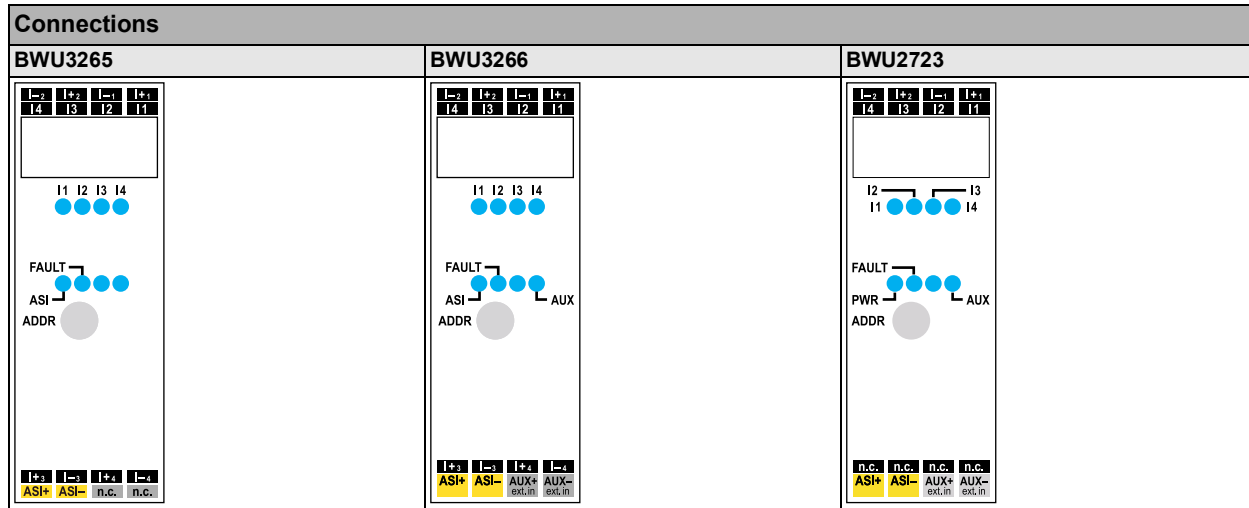 Connections
BWU3265 BWU3266 BWU2723
I–2 I+2 I–1 I+1
I4 I3 I2 I1
I1 I2 I3 I4
FAULT
ASI
ADDR
I+3 I–3 I+4 I–4
ASI+ ASI– n.c. n.c.
I–2 I+2 I–1 I+1
I4 I3 I2 I1
I1 I2 I3 I4
FAULT
ASI AUX
ADDR
I+3 I–3 I+4 I–4
ASI+ ASI– AUX+ AUX–
ext.in ext.in
I–2 I+2 I–1 I+1
I4 I3 I2 I1
I2 I3
I1 I4
FAULT
PWR AUX
ADDR
n.c. n.c. n.c. n.c.
ASI+ ASI– AUX+ AUX–
ext.in ext.in